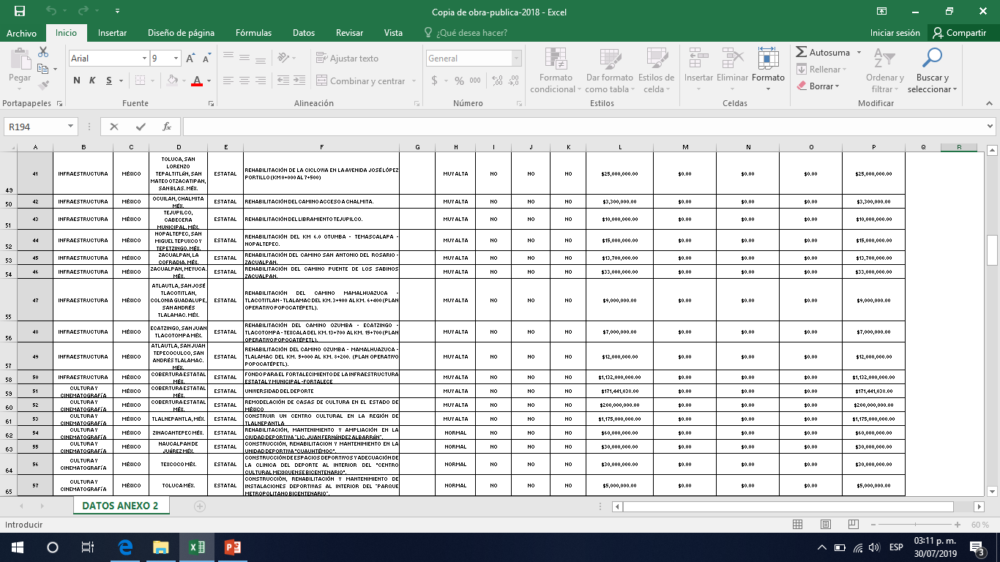 Copia de obra-publica-2018 - Excel
Archivo Inicio Insertar Diseño de página Fórmulas Datos Revisar Vista ¿Qué desea hacer? Iniciar sesión Compartir
Pegar Arial 9 Ajustar texto General Formato condicional Dar formato como tabla Estilos de celda Insertar Eliminar Formato Autosuma Ordenar y filtrar Buscar y seleccionar
N K S Combinar y centrar $ % 000 Rellenar Borrar
Portapapeles Fuente Alineación Número Estilos Celdas Modificar
R194 fx
A B C D E F G H I J K L M N O P Q R
49 41 INFRAESTRUCTURA MÉXICO TOLUCA, SAN LORENZO TEPALTITLÁN, SAN MATEO OTZACATIPAN, SAN BLAS. MÉX. ESTATAL REHABILITACIÓN DE LA CICLOVIA EN LA AVENIDA JOSÉ LÓPEZ PORTILLO (KM 0+000 AL 7+500) MUY ALTA NO NO NO $25,000,000.00 $0.00 $0.00 $0.00 $25,000,000.00
50 42 INFRAESTRUCTURA MÉXICO OCUILAN, CHALMITA MÉX. ESTATAL REHABILITACIÓN DEL CAMINO ACCESO A CHALMITA. MUY ALTA NO NO NO $3,300,000.00 $0.00 $0.00 $0.00 $3,300,000.00
51 43 INFRAESTRUCTURA MÉXICO TEJUPILCO, CABECERA MUNICIPAL. MÉX. ESTATAL REHABILITACIÓN DEL LIBRAMIENTO TEJUPILCO. MUY ALTA NO NO NO $10,000,000.00 $0.00 $0.00 $0.00 $10,000,000.00
52 44 INFRAESTRUCTURA MÉXICO NOPALTEPEC, SAN MIGUEL TEPUXCO Y TEPETZINGO. MÉX. ESTATAL REHABILITACIÓN DEL KM 6.0 OTUMBA - TEMASCALAPA - NOPALTEPEC. MUY ALTA NO NO NO $15,000,000.00 $0.00 $0.00 $0.00 $15,000,000.00
53 45 INFRAESTRUCTURA MÉXICO ZACUALPAN, LA COFRADIA. MÉX. ESTATAL REHABILITACIÓN DEL CAMINO SAN ANTONIO DEL ROSARIO - ZACUALPAN. MUY ALTA NO NO NO $13,700,000.00 $0.00 $0.00 $0.00 $13,700,000.00
54 46 INFRAESTRUCTURA MÉXICO ZACUALPAN, MEYUCA. MÉX. ESTATAL REHABILITACIÓN DEL CAMINO PUENTE DE LOS SABINOS ZACUALPAN. MUY ALTA NO NO NO $33,000,000.00 $0.00 $0.00 $0.00 $33,000,000.00
55 47 INFRAESTRUCTURA MÉXICO ATLAUTLA, SAN JOSÉ TLACOTITLAN, COLONIA GUADALUPE, SAN ANDRÉS TLALAMAC. MÉX. ESTATAL REHABILITACIÓN DEL CAMINO MAMALHUAZUCA - TLACOTITLAN - TLALAMAC DEL KM. 3+900 AL KM. 6+400 (PLAN OPERATIVO POPOCATÉPETL). MUY ALTA NO NO NO $9,000,000.00 $0.00 $0.00 $0.00 $9,000,000.00
56 48 INFRAESTRUCTURA MÉXICO ECATZINGO, SAN JUAN TLACOTOMPA MÉX. ESTATAL REHABILITACIÓN DEL CAMINO OZUMBA - ECATZINGO - TLACOTOMPA - TEXCALA DEL KM. 13+700 AL KM. 15+700 (PLAN OPERATIVO POPOCATÉPETL). MUY ALTA NO NO NO $7,000,000.00 $0.00 $0.00 $0.00 $7,000,000.00
57 49 INFRAESTRUCTURA MÉXICO ATLAUTLA, SAN JUAN TEPECOCULCO, SAN ANDRÉS TLALAMAC. MÉX. ESTATAL REHABILITACIÓN DEL CAMINO OZUMBA - MAMALHUAZUCA - TLALAMAC DEL KM. 5+000 AL KM. 8+200. (PLAN OPERATIVO POPOCATÉPETL). MUY ALTA NO NO NO $12,000,000.00 $0.00 $0.00 $0.00 $12,000,000.00
58 50 INFRAESTRUCTURA MÉXICO COBERTURA ESTATAL MÉX. ESTATAL FONDO PARA EL FORTALECIMIENTO DE LA INFRAESTRUCTURA ESTATAL Y MUNICIPAL -FORTALECE MUY ALTA NO NO NO $1,132,000,000.00 $0.00 $0.00 $0.00 $1,132,000,000.00
59 51 CULTURA Y CINEMATOGRAFíA MÉXICO COBERTURA ESTATAL MÉX. ESTATAL UNIVERSIDAD DEL DEPORTE MUY ALTA NO NO NO $171,441,038.00 $0.00 $0.00 $0.00 $171,441,038.00
60 52 CULTURA Y CINEMATOGRAFíA MÉXICO COBERTURA ESTATAL MÉX. ESTATAL REMODELACIÓN DE CASAS DE CULTURA EN EL ESTADO DE MÉXICO MUY ALTA NO NO NO $200,000,000.00 $0.00 $0.00 $0.00 $200,000,000.00
61 53 CULTURA Y CINEMATOGRAFíA MÉXICO TLALNEPANTLA, MÉX. ESTATAL CONSTRUIR UN CENTRO CULTURAL EN LA REGIÓN DE TLALNEPANTLA MUY ALTA NO NO NO $1,175,000,000.00 $0.00 $0.00 $0.00 $1,175,000,000.00
62 54 CULTURA Y CINEMATOGRAFíA MÉXICO ZINACANTEPEC MÉX. ESTATAL REHABILITACIÓN, MANTENIMIENTO Y AMPLIACIÓN EN LA CIUDAD DEPORTIVA "LIC. JUAN FERNÁNDEZ ALBARRÁN". NORMAL NO NO NO $60,000,000.00 $0.00 $0.00 $0.00 $60,000,000.00
63 55 CULTURA Y CINEMATOGRAFíA MÉXICO NAUCALPAN DE JUÁREZ MÉX. ESTATAL CONSTRUCCIÓN, REHABILITACIÓN Y MANTENIMIENTO EN LA UNIDAD DEPORTIVA "CUAUHTÉMOC". NORMAL NO NO NO $30,000,000.00 $0.00 $0.00 $0.00 $30,000,000.00
64 56 CULTURA Y CINEMATOGRAFíA MÉXICO TEXCOCO MÉX. ESTATAL CONSTRUCCIÓN DE ESPACIOS DEPORTIVOS Y ADECUACIÓN DE LA CLINICA DEL DEPORTE AL INTERIOR DEL "CENTRO CULTURAL MEXIQUENSE BICENTENARIO". NORMAL NO NO NO $30,000,000.00 $0.00 $0.00 $0.00 $30,000,000.00
65 57 CULTURA Y CINEMATOGRAFíA MÉXICO TOLUCA MÉX. ESTATAL CONSTRUCCIÓN, REHABILITACIÓN Y MANTENIMIENTO DE INSTALACIONES DEPORTIVAS AL INTERIOR DEL "PARQUE METROPOLITANO BICENTENARIO". NORMAL NO NO NO $5,000,000.00 $0.00 $0.00 $0.00 $5,000,000.00
DATOS ANEXO 2
Introducir 60 %
ESP 03:11 p. m.
30/07/2019 3